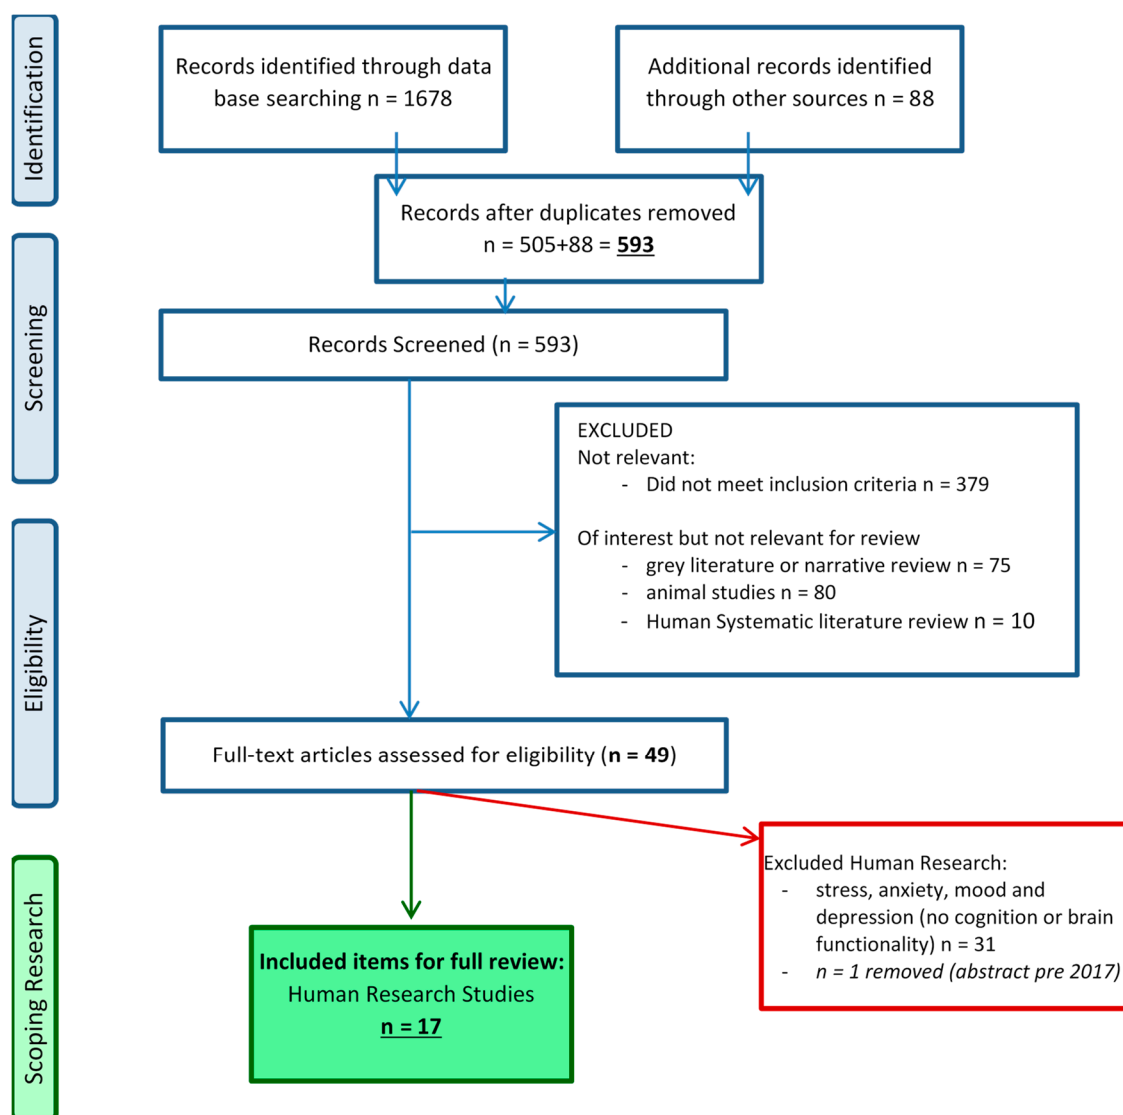 Identification
Records identified through data
base searching n = 1678
Additional records identified
through other sources n = 88
Records after duplicates removed
n = 505+88 = 593
Screening
Records Screened (n = 593)
EXCLUDED
Not relevant:
- Did not meet inclusion criteria n = 379
Of interest but not relevant for review
- grey literature or narrative review n = 75
- animal studies n = 80
- Human Systematic literature review n = 10
Eligibility
Full-text articles assessed for eligibility (n = 49)
Excluded Human Research:
- stress, anxiety, mood and
depression (no cognition or brain
functionality) n = 31
- n = 1 removed (abstract pre 2017)
Scoping Research
Included items for full review:
Human Research Studies
n = 17